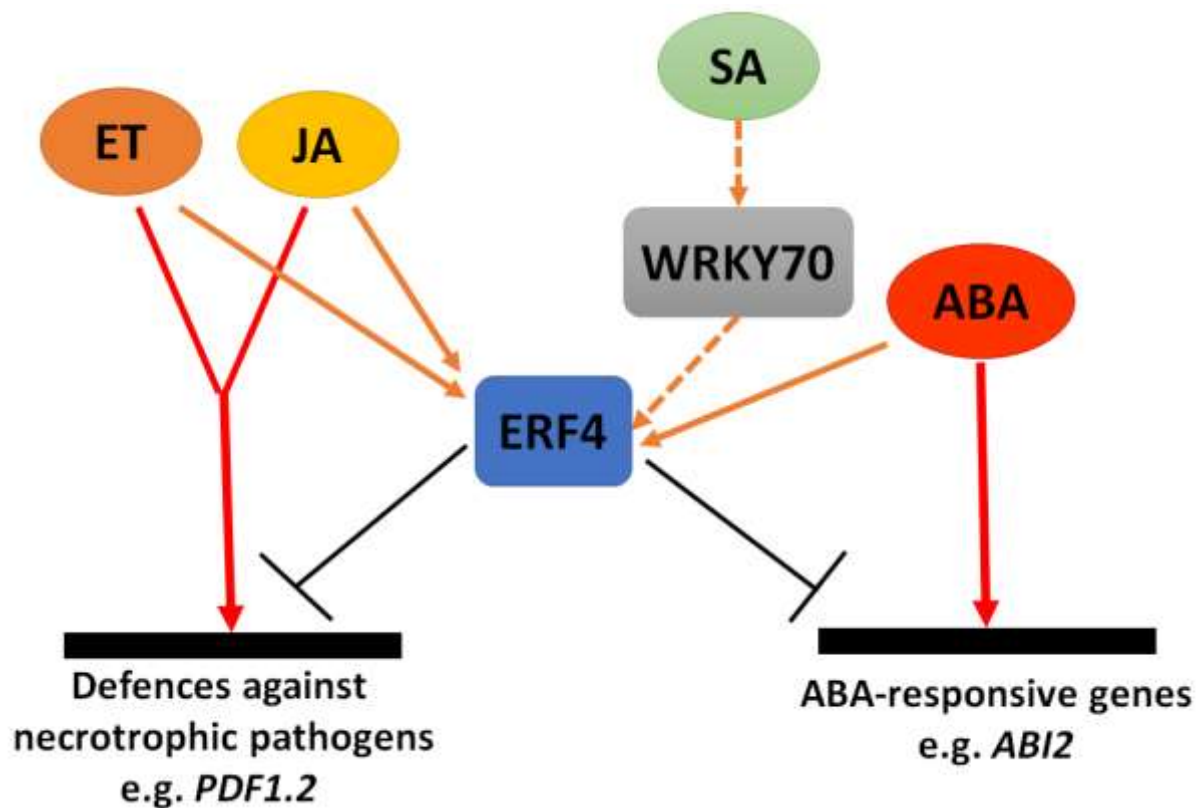 SA
ET
JA
WRKY70
ABA
ERF4
Defences against
necrotrophic pathogens
e.g. PDF1.2
ABA-responsive genes
e.g. ABI2